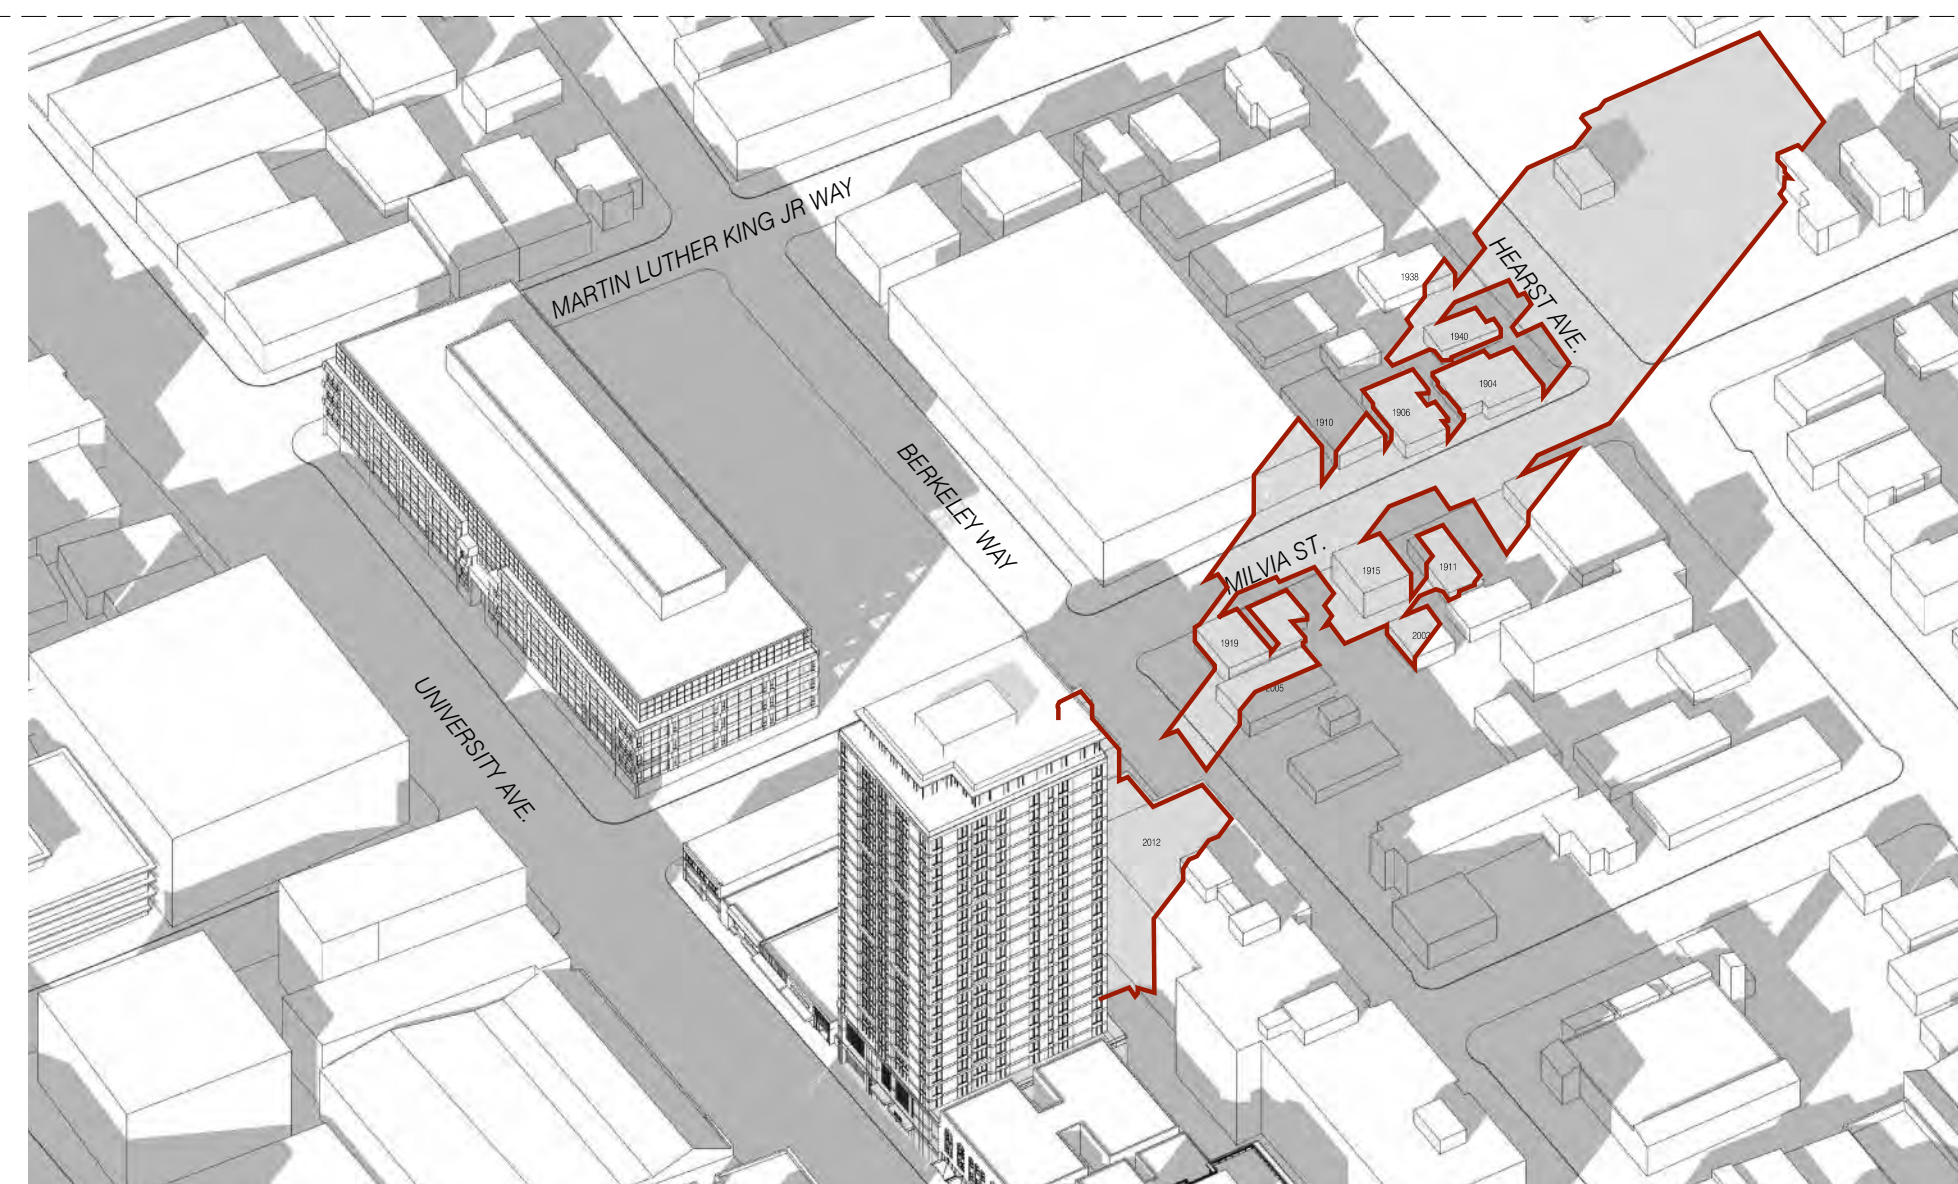 MARTIN LUTHER KING JR WAY
HEARST AVE.
1938
1940
1904
1906
1910
BERKELEY WAY
MILVIA ST.
1915
1911
1919
2002
2005
UNIVERSITY AVE.
2012